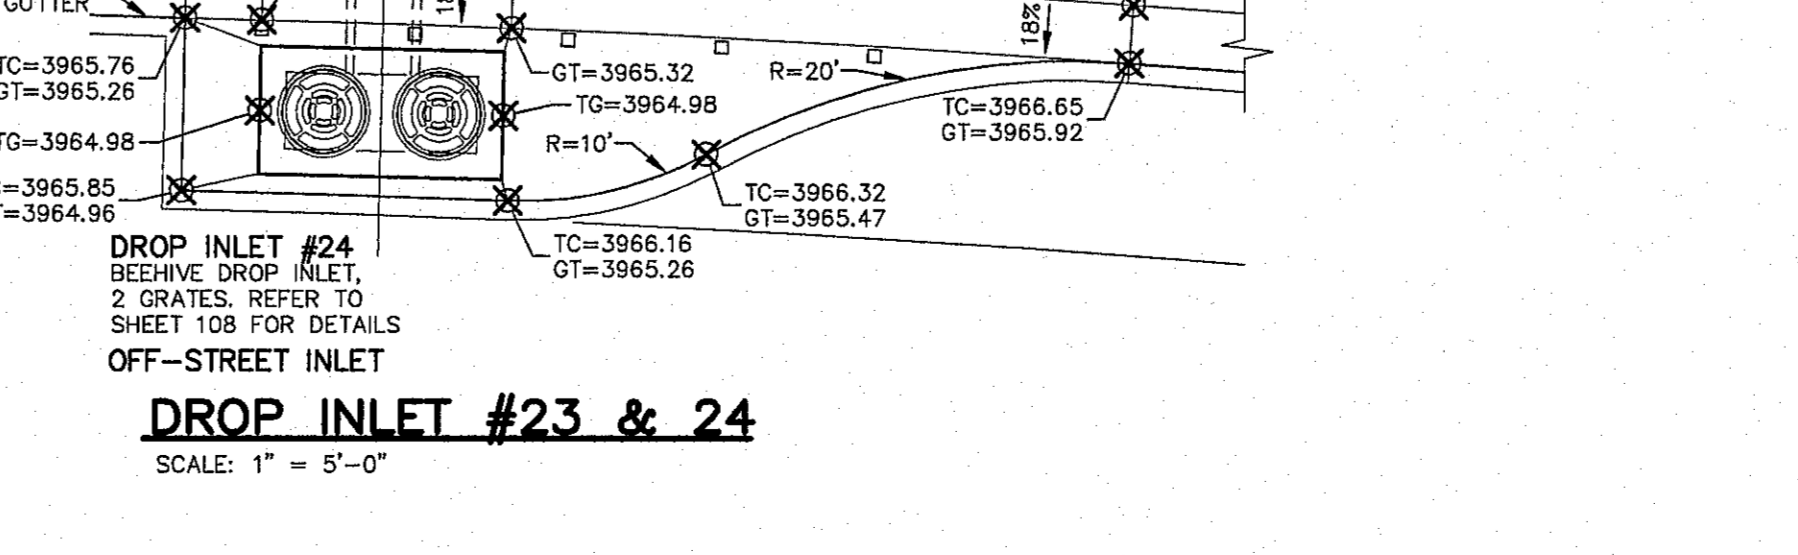 GUTTER
18
18%
TC=3965.76
GT=3965.26
GT=3965.32
R=20'
TG=3964.98
TC=3966.65
GT=3965.92
TG=3964.98
R=10'
=3965.85
=3964.96
TC=3966.32
GT=3965.47
TC=3966.16
GT=3965.26
DROP INLET #24
BEEHIVE DROP INLET,
2 GRATES. REFER TO
SHEET 108 FOR DETAILS
OFF-STREET INLET
DROP INLET #23 & 24
SCALE: 1" = 5'-0"